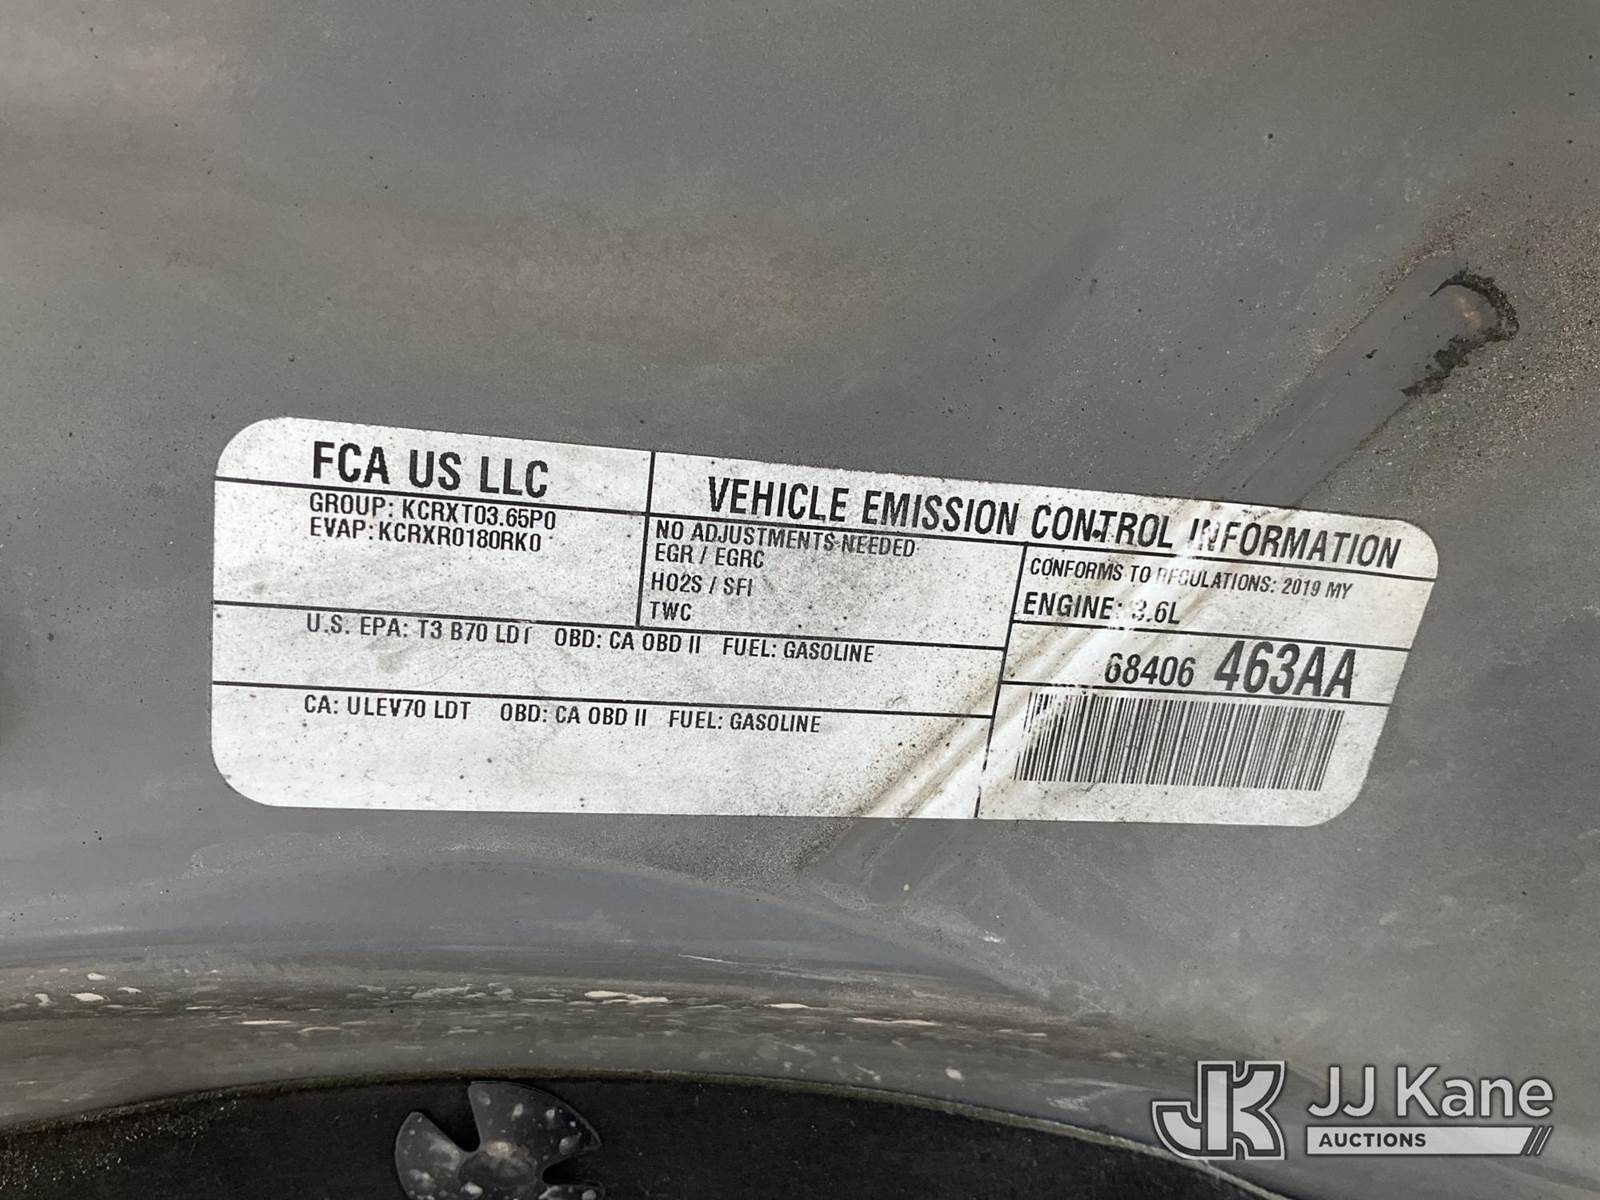 FCA US LLC
VEHICLE EMISSION CONTROL INFORMATION
GROUP: KCRXT03.65P0
EVAP: KCRXR0180RK0
NO ADJUSTMENTS NEEDED
EGR / EGRC
HO2S / SFI
TWC
CONFORMS TO REGULATIONS: 2019 MY
ENGINE: 3.6L
U.S. EPA: T3 B70 LDT OBD: CA OBD II FUEL: GASOLINE
CA: ULEV70 LDT OBD: CA OBD II FUEL: GASOLINE
68406 463AA
JK JJ Kane
AUCTIONS